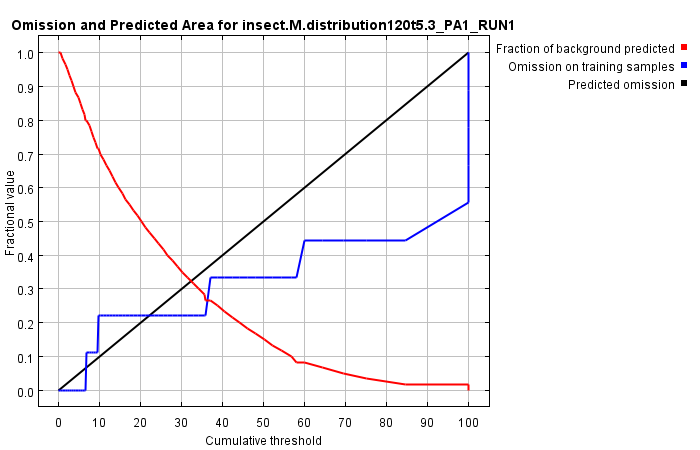 Omission and Predicted Area for insect.M.distribution120t5.3_PA1_RUN1
Fraction of background predicted
Omission on training samples
Predicted omission
Fractional value
1.0
0.9
0.8
0.7
0.6
0.5
0.4
0.3
0.2
0.1
0.0
0 10 20 30 40 50 60 70 80 90 100
Cumulative threshold